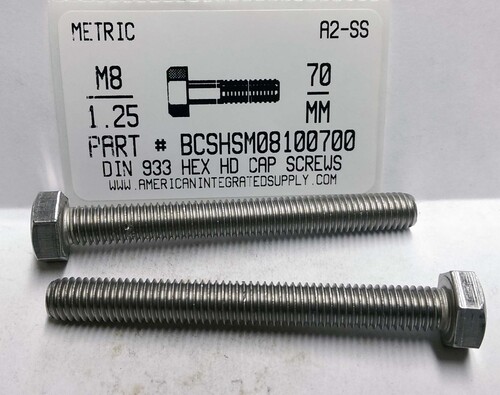 METRIC A2-SS
M8 70
1.25 MM
PART # BCSHSM08100700
DIN 933 HEX HD CAP SCREWS
WWW.AMERICANINTEGRATEDSUPPLY.COM